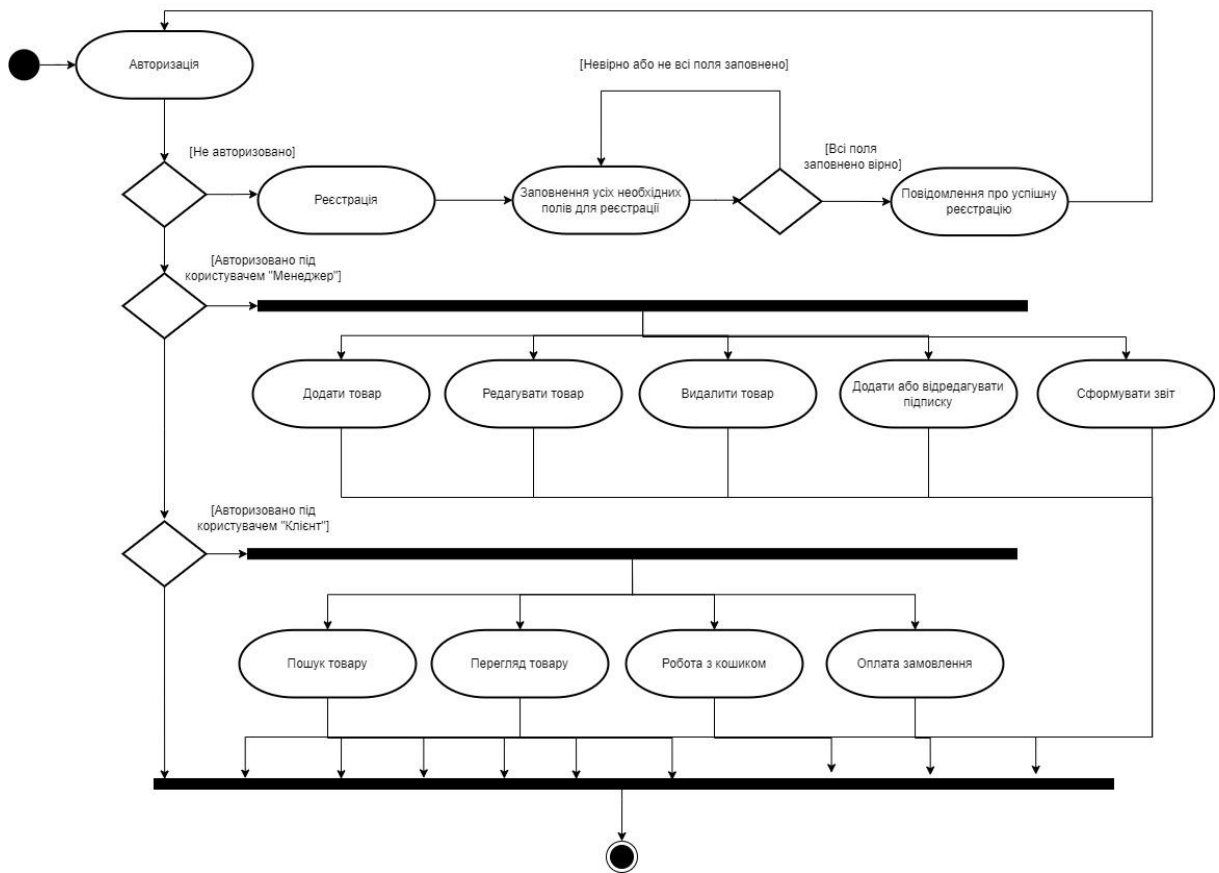 Авторизація
[Невірно або не всі поля заповнено]
[Не авторизовано]
[Всі поля
заповнено вірно]
Реєстрація
Заповнення усіх необхідних
полів для реєстрації
Повідомлення про успішну
реєстрацію
[Авторизовано під
користувачем "Менеджер"]
Додати товар
Редагувати товар
Видалити товар
Додати або відредагувати
підписку
Сформувати звіт
[Авторизовано під
користувачем "Клієнт"]
Пошук товару
Перегляд товару
Робота з кошиком
Оплата замовлення